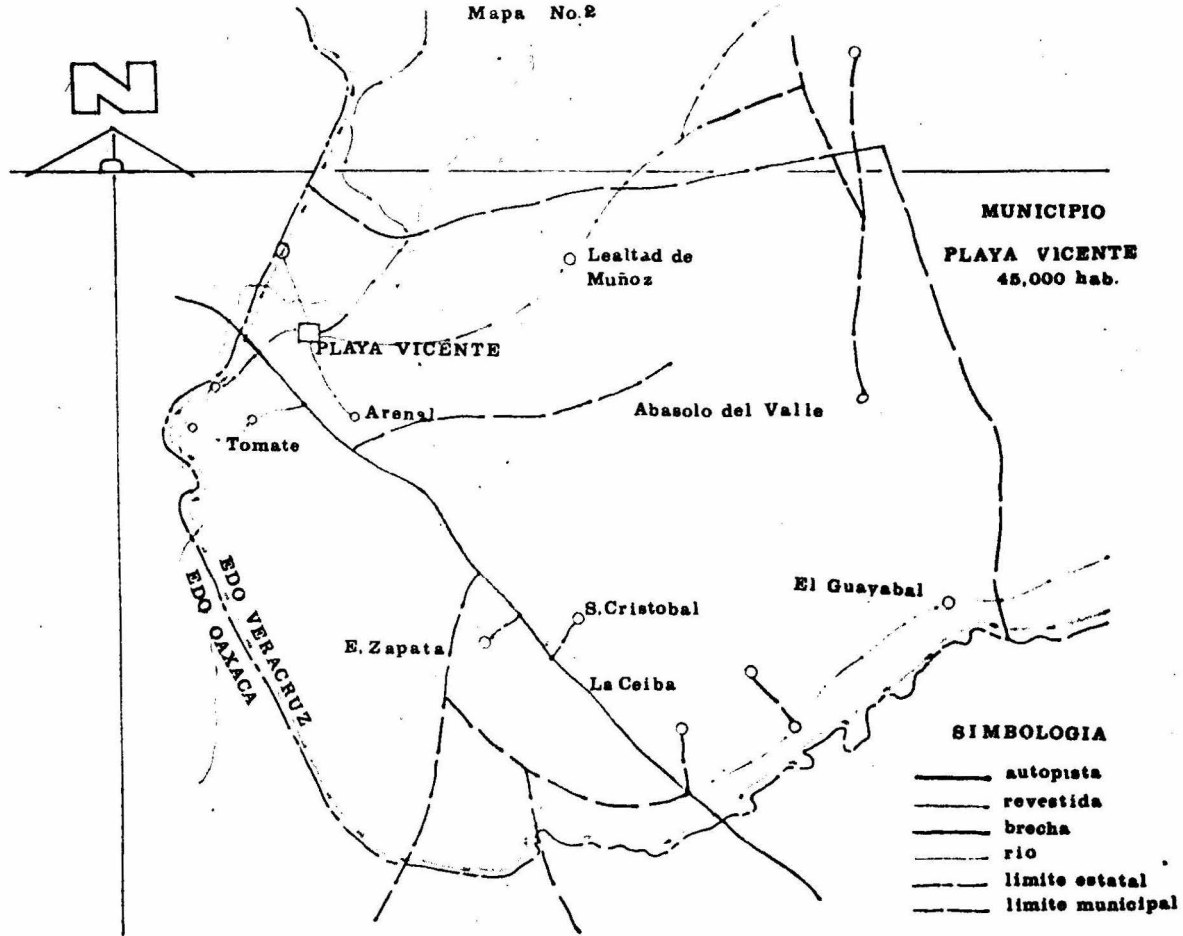 Mapa No.2
N
MUNICIPIO
PLAYA VICENTE
45,000 hab.
Lealtad de
Muñoz
PLAYA VICENTE
Arenal
Abasolo del Valle
Tomate
EDO VERACRUZ
EDO OAXACA
El Guayabal
S. Cristobal
E. Zapata
La Ceiba
SIMBOLOGIA
autopista
revestida
brecha
rio
limite estatal
limite municipal